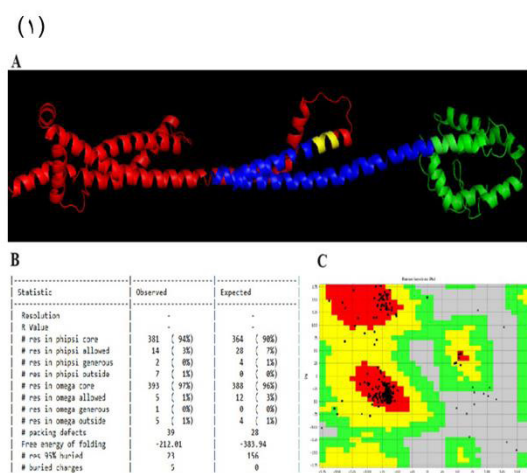 (١)
A
B
C
Statistic | Observed | Expected
Resolution | - | -
R Value | - | -
# res in phipsi core | 381 ( 94%) | 364 ( 90%)
# res in phipsi allowed | 14 ( 3%) | 28 ( 7%)
# res in phipsi generous | 2 ( 0%) | 4 ( 1%)
# res in phipsi outside | 7 ( 1%) | 0 ( 0%)
# res in omega core | 393 ( 97%) | 388 ( 96%)
# res in omega allowed | 5 ( 1%) | 12 ( 3%)
# res in omega generous | 1 ( 0%) | 0 ( 0%)
# res in omega outside | 5 ( 1%) | 4 ( 1%)
# packing defects | 39 | 28
Free energy of folding | -212.01 | -383.94
# res 95% buried | 23 | 156
# buried charges | 5 | 0